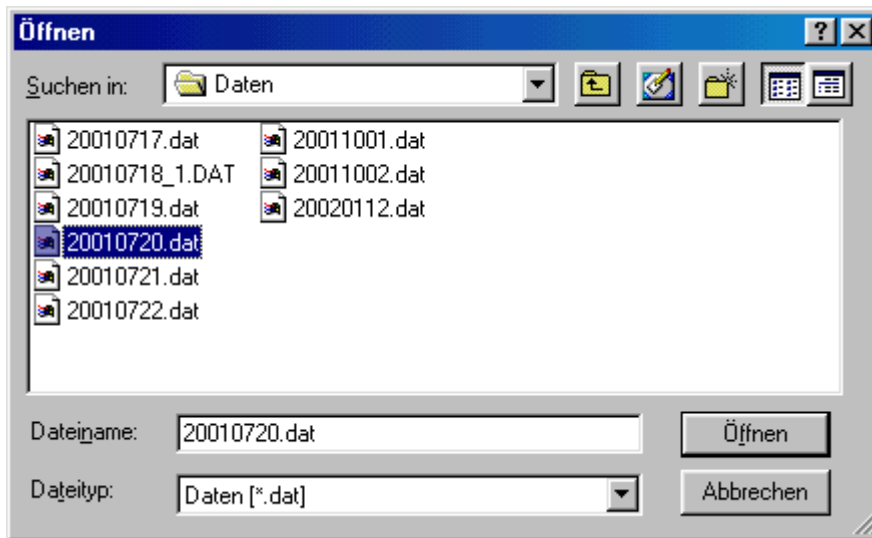 Öffnen
Suchen in: Daten
20010717.dat
20010718_1.DAT
20010719.dat
20010720.dat
20010721.dat
20010722.dat
20011001.dat
20011002.dat
20020112.dat
Dateiname: 20010720.dat Öffnen
Dateityp: Daten [*.dat] Abbrechen